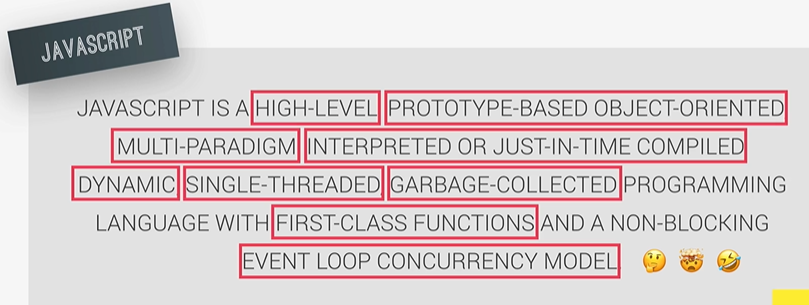 JAVASCRIPT
JAVASCRIPT IS A HIGH-LEVEL PROTOTYPE-BASED OBJECT-ORIENTED
MULTI-PARADIGM INTERPRETED OR JUST-IN-TIME COMPILED
DYNAMIC SINGLE-THREADED GARBAGE-COLLECTED PROGRAMMING
LANGUAGE WITH FIRST-CLASS FUNCTIONS AND A NON-BLOCKING
EVENT LOOP CONCURRENCY MODEL. 🤔 🤯 🤣